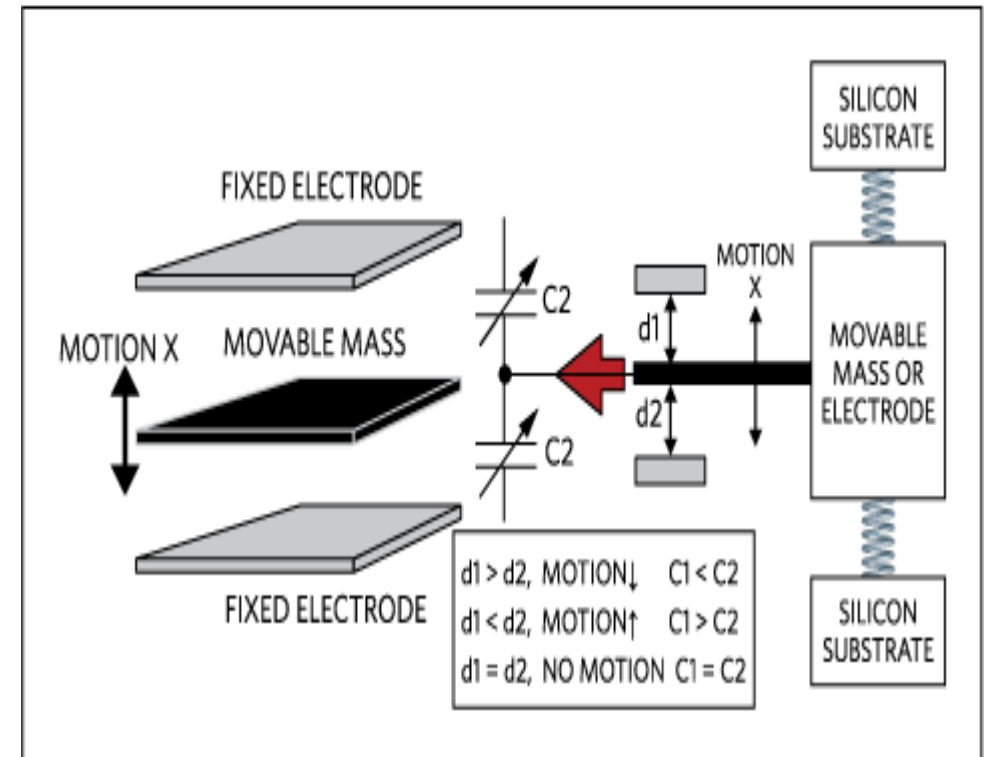 SILICON
SUBSTRATE
FIXED ELECTRODE
MOTION
X
C2
d1
MOTION X
MOVABLE MASS
MOVABLE
MASS OR
ELECTRODE
d2
C2
d1 > d2, MOTION↓ C1 < C2
d1 < d2, MOTION↑ C1 > C2
d1 = d2, NO MOTION C1 = C2
FIXED ELECTRODE
SILICON
SUBSTRATE